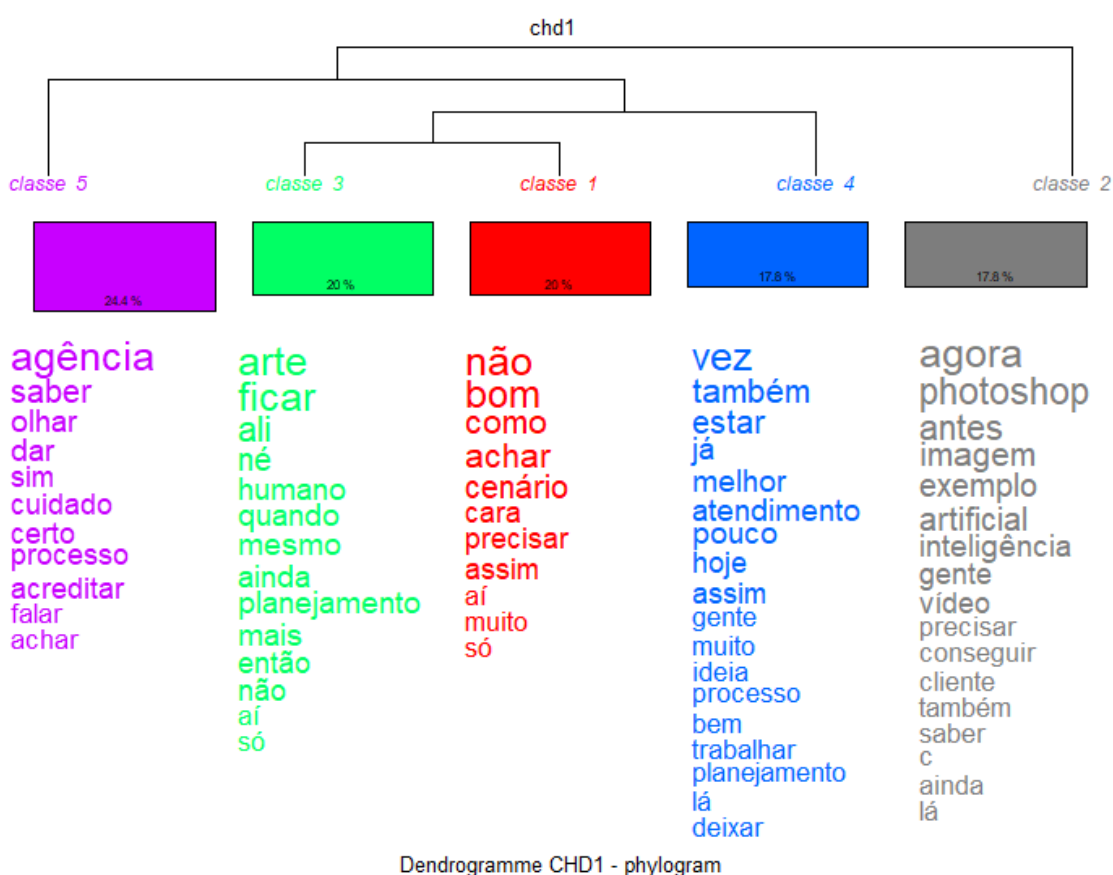 chd1
classe 5
classe 3
classe 1
classe 4
classe 2
24.4 %
20 %
20 %
17.8 %
17.8 %
agência
saber
olhar
dar
sim
cuidado
certo
processo
acreditar
falar
achar
arte
ficar
ali
né
humano
quando
mesmo
ainda
planejamento
mais
então
não
aí
só
não
bom
como
achar
cenário
cara
precisar
assim
aí
muito
só
vez
também
estar
já
melhor
atendimento
pouco
hoje
assim
gente
muito
ideia
processo
bem
trabalhar
planejamento
lá
deixar
agora
photoshop
antes
imagem
exemplo
artificial
inteligência
gente
vídeo
precisar
conseguir
cliente
também
saber
c
ainda
lá
Dendrogramme CHD1 - phylogram